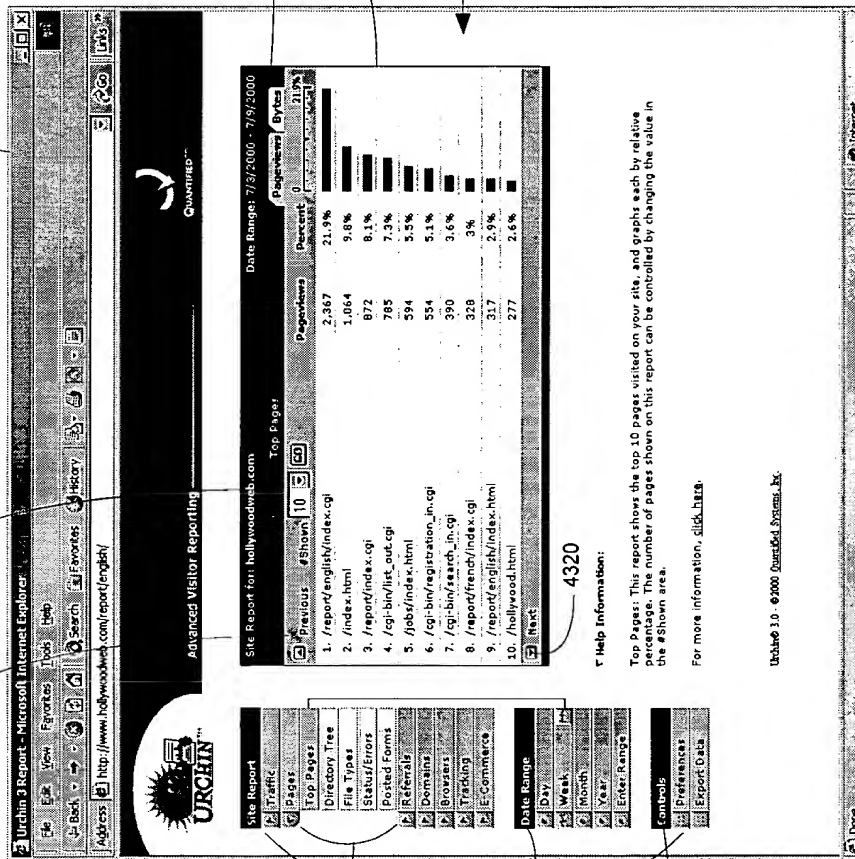 Urchin 3 Report - Microsoft Internet Explorer
File Edit View Favorites Tools Help
Back Search Favorites History
Address http://www.hollywoodweb.com/report/english/ Go Links »
URCHIN™
Advanced Visitor Reporting
QUANTIFIED™
Site Report
Traffic
Pages
Top Pages
Directory Tree
File Types
Status/Errors
Posted Forms
Referrals
Domains
Browsers
Tracking
E-Commerce
Date Range
Day
Week
Month
Year
Enter Range
Controls
Preferences
Export Data
Site Report for: hollywoodweb.com Date Range: 7/3/2000 - 7/9/2000
Top Pages Pageviews Bytes
Previous #Shown 10 GO Pageviews Percent 0 21.9%
1. /report/english/index.cgi 2,367 21.9%
2. /index.html 1,064 9.8%
3. /report/index.cgi 872 8.1%
4. /cgi-bin/list_out.cgi 785 7.3%
5. /jobs/index.html 594 5.5%
6. /cgi-bin/registration_in.cgi 554 5.1%
7. /cgi-bin/search_in.cgi 390 3.6%
8. /report/french/index.cgi 328 3%
9. /report/english/index.html 317 2.9%
10. /hollywood.html 277 2.6%
Next
4320
Help Information:
Top Pages: This report shows the top 10 pages visited on your site, and graphs each by relative
percentage. The number of pages shown on this report can be controlled by changing the value in
the #Shown area.
For more information, click here.
Urchin® 3.0 - ©2000 Quantified Systems, Inc.
Done Internet